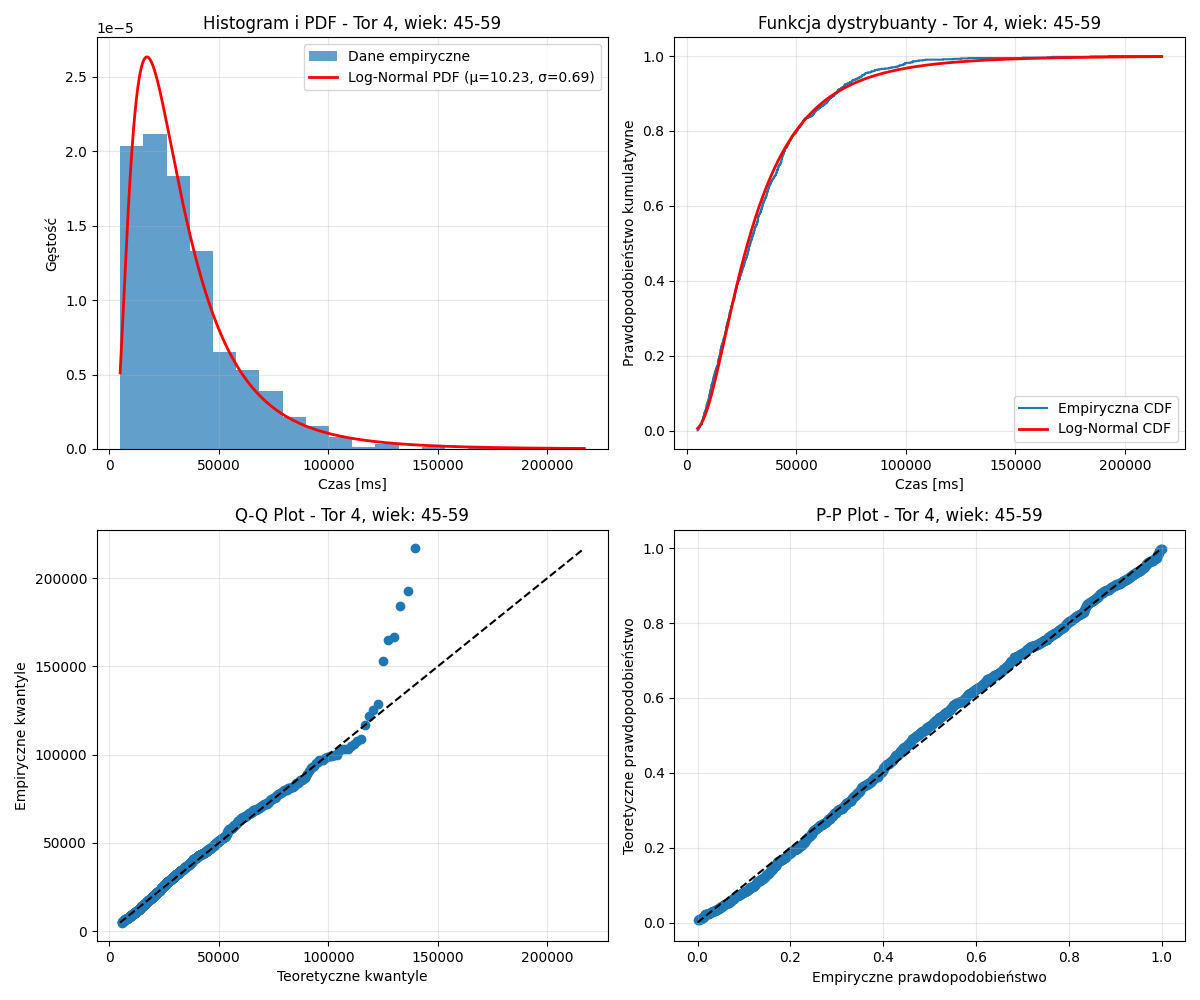 Histogram i PDF - Tor 4, wiek: 45-59
1e−5
Dane empiryczne
Log-Normal PDF (μ=10.23, σ=0.69)
2.5
2.0
1.5
1.0
0.5
0.0
Gęstość
0 50000 100000 150000 200000
Czas [ms]
Funkcja dystrybuanty - Tor 4, wiek: 45-59
1.0
0.8
0.6
0.4
0.2
0.0
Prawdopodobieństwo kumulatywne
Empiryczna CDF
Log-Normal CDF
0 50000 100000 150000 200000
Czas [ms]
Q-Q Plot - Tor 4, wiek: 45-59
200000
150000
100000
50000
0
Empiryczne kwantyle
0 50000 100000 150000 200000
Teoretyczne kwantyle
P-P Plot - Tor 4, wiek: 45-59
1.0
0.8
0.6
0.4
0.2
0.0
Teoretyczne prawdopodobieństwo
0.0 0.2 0.4 0.6 0.8 1.0
Empiryczne prawdopodobieństwo